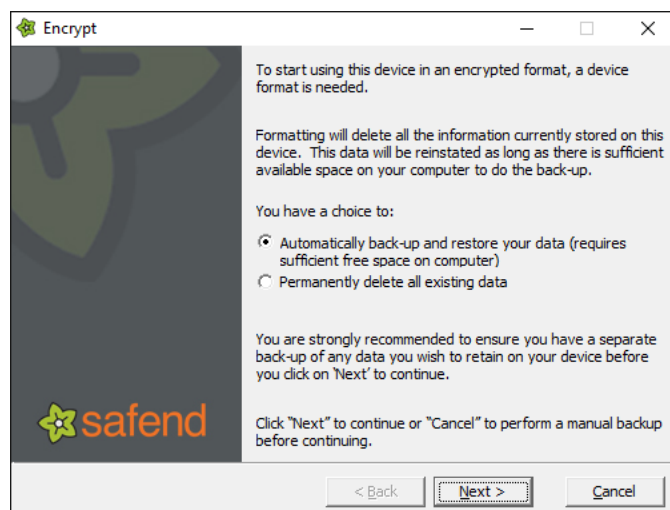 Encrypt
To start using this device in an encrypted format, a device
format is needed.
Formatting will delete all the information currently stored on this
device. This data will be reinstated as long as there is sufficient
available space on your computer to do the back-up.
You have a choice to:
Automatically back-up and restore your data (requires
sufficient free space on computer)
Permanently delete all existing data
You are strongly recommended to ensure you have a separate
back-up of any data you wish to retain on your device before
you click on 'Next' to continue.
safend
Click “Next” to continue or “Cancel” to perform a manual backup
before continuing.
< Back Next > Cancel